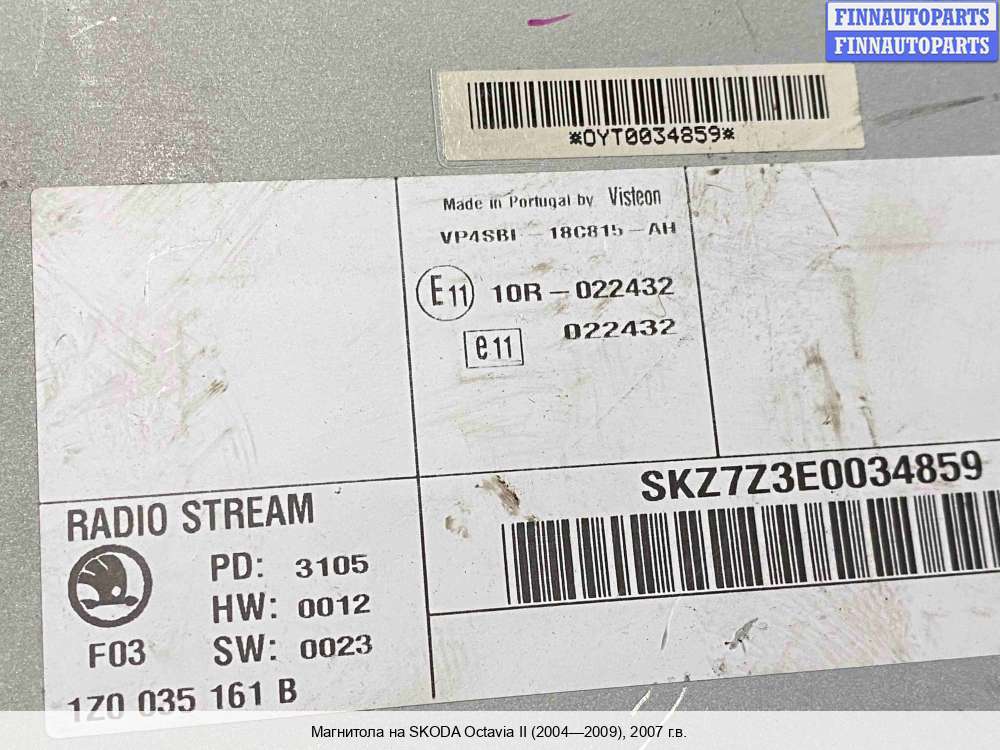 FINNAUTOPARTS
FINNAUTOPARTS
*0YT0034859*
Made in Portugal by Visteon
VP4SBF-18C815-AH
E11 10R-022432
e11 022432
SKZ7Z3E0034859
RADIO STREAM
PD: 3105
HW: 0012
F03 SW: 0023
1Z0 035 161 B
Магнитола на SKODA Octavia II (2004—2009), 2007 г.в.